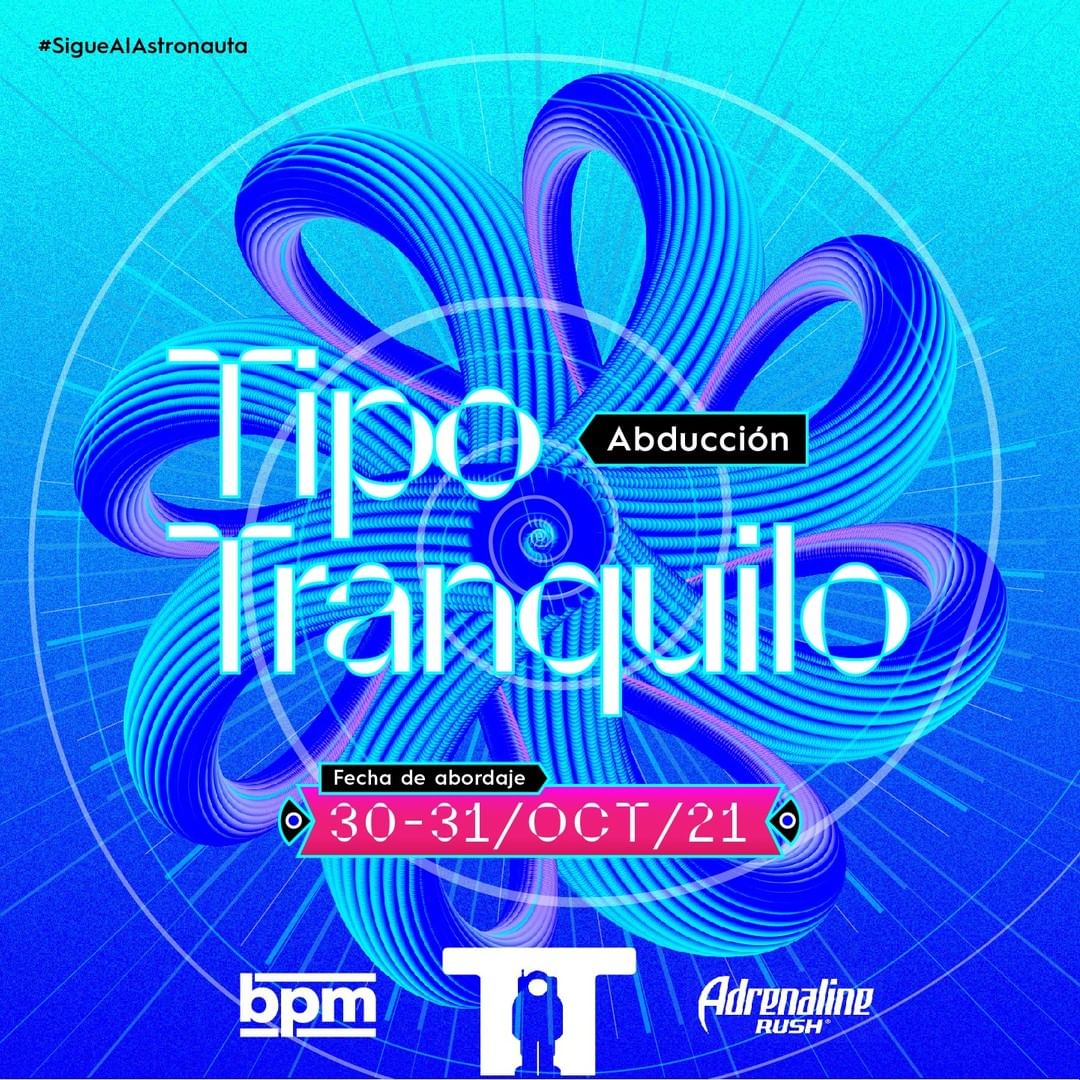 #SigueAlAstronauta
Tipo
Abducción
Tranquilo
Fecha de abordaje
30-31/OCT/21
bpm
TT
Adrenaline
RUSH®